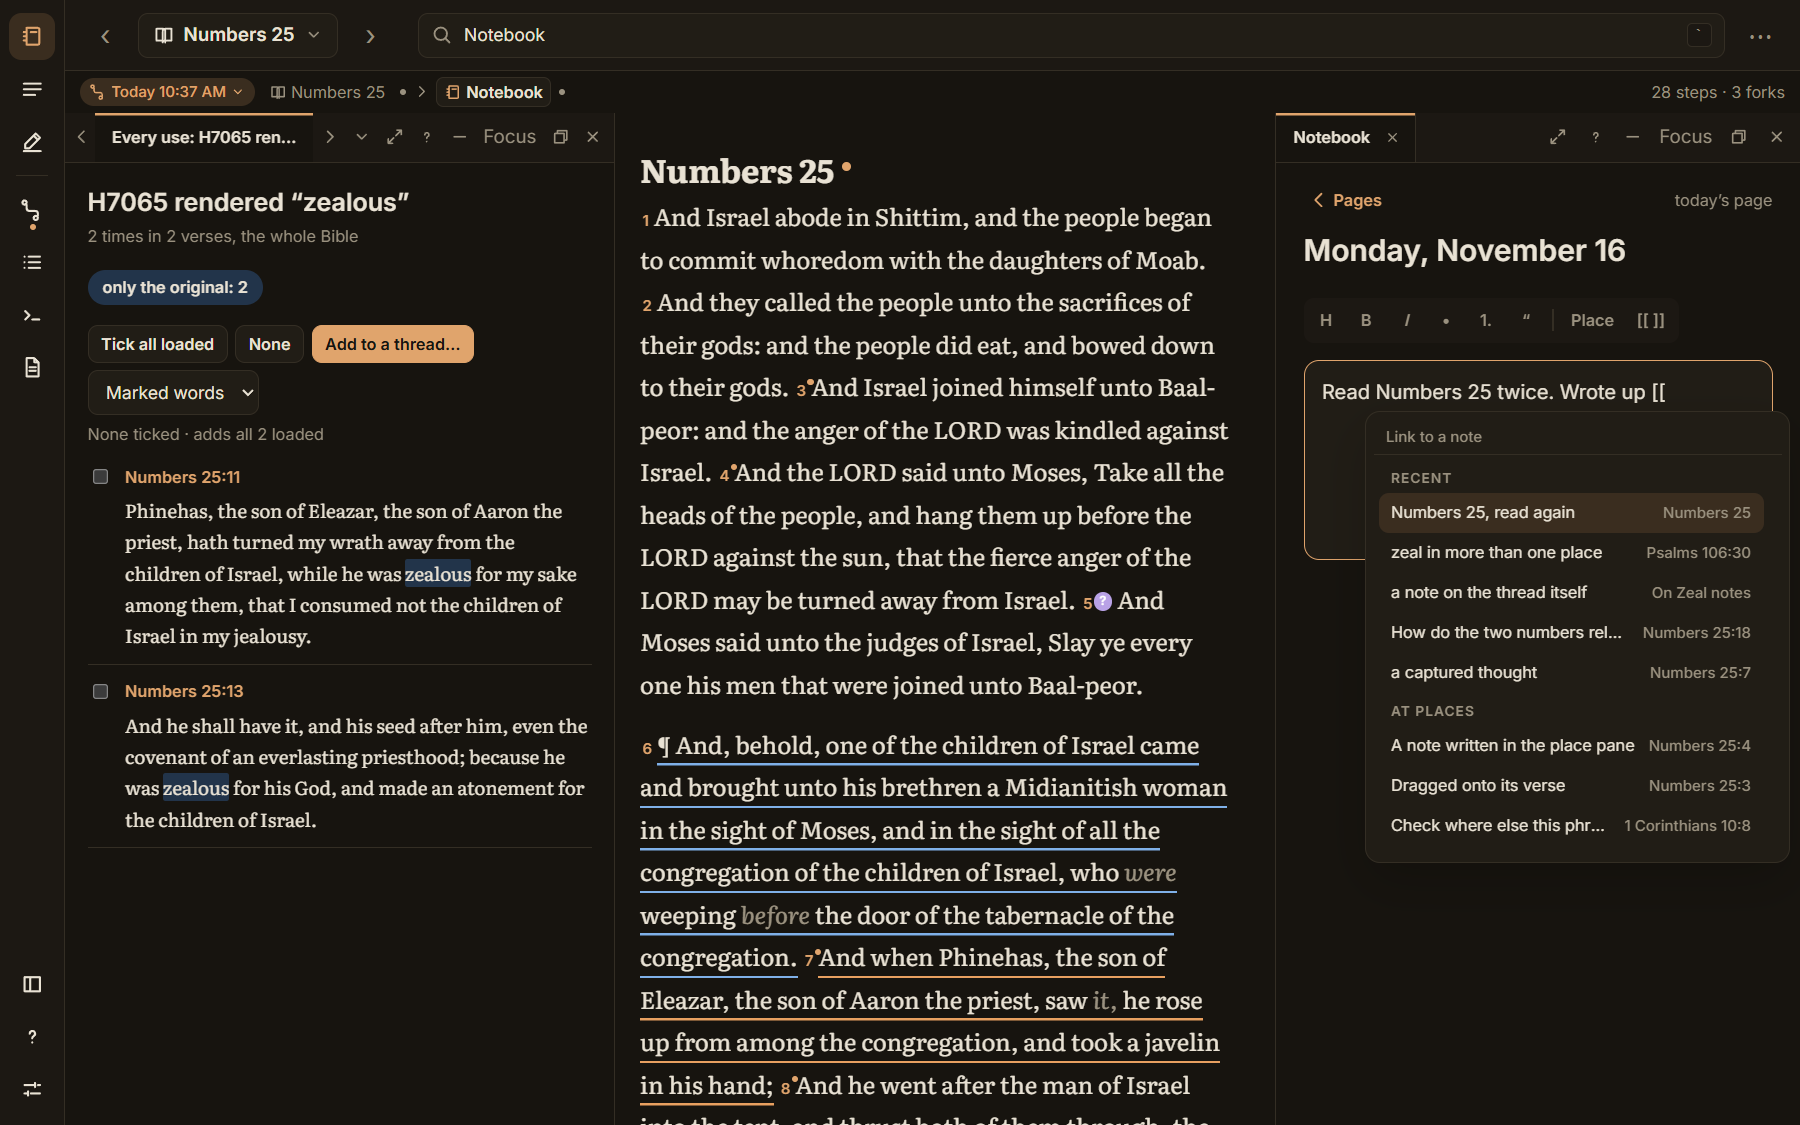 Numbers 25
Notebook
`
Today 10:37 AM
Numbers 25
Notebook
28 steps · 3 forks
Every use: H7065 ren...
?
Focus
H7065 rendered “zealous”
2 times in 2 verses, the whole Bible
only the original: 2
Tick all loaded
None
Add to a thread…
Marked words
None ticked · adds all 2 loaded
Numbers 25:11
Phinehas, the son of Eleazar, the son of Aaron the
priest, hath turned my wrath away from the
children of Israel, while he was zealous for my sake
among them, that I consumed not the children of
Israel in my jealousy.
Numbers 25:13
And he shall have it, and his seed after him, even the
covenant of an everlasting priesthood; because he
was zealous for his God, and made an atonement for
the children of Israel.
?
Numbers 25
1 And Israel abode in Shittim, and the people began
to commit whoredom with the daughters of Moab.
2 And they called the people unto the sacrifices of
their gods: and the people did eat, and bowed down
to their gods. 3 And Israel joined himself unto Baal-
peor: and the anger of the LORD was kindled against
Israel. 4 And the LORD said unto Moses, Take all the
heads of the people, and hang them up before the
LORD against the sun, that the fierce anger of the
LORD may be turned away from Israel. 5 ? And
Moses said unto the judges of Israel, Slay ye every
one his men that were joined unto Baal-peor.
6 ¶ And, behold, one of the children of Israel came
and brought unto his brethren a Midianitish woman
in the sight of Moses, and in the sight of all the
congregation of the children of Israel, who were
weeping before the door of the tabernacle of the
congregation. 7 And when Phinehas, the son of
Eleazar, the son of Aaron the priest, saw it, he rose
up from among the congregation, and took a javelin
in his hand; 8 And he went after the man of Israel
into the tent, and thrust both of them through, the
Notebook
?
Focus
Pages
today’s page
Monday, November 16
H B I • 1. “ Place [[ ]]
Read Numbers 25 twice. Wrote up [[
Link to a note
RECENT
Numbers 25, read again Numbers 25
zeal in more than one place Psalms 106:30
a note on the thread itself On Zeal notes
How do the two numbers rel... Numbers 25:18
a captured thought Numbers 25:7
AT PLACES
A note written in the place pane Numbers 25:4
Dragged onto its verse Numbers 25:3
Check where else this phr... 1 Corinthians 10:8